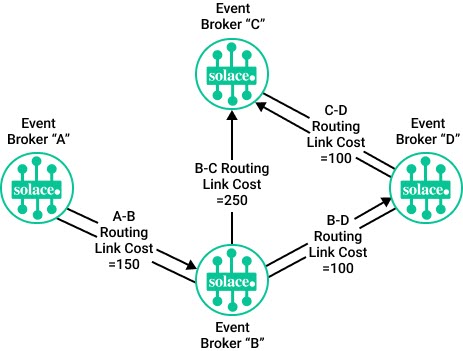 Event
Broker “C”
solace.
C-D
Routing
Link Cost
=100
Event
Broker “A”
solace.
Event
Broker “D”
solace.
B-C Routing
Link Cost
=250
A-B
Routing
Link Cost
=150
B-D
Routing
Link Cost
=100
solace.
Event
Broker “B”